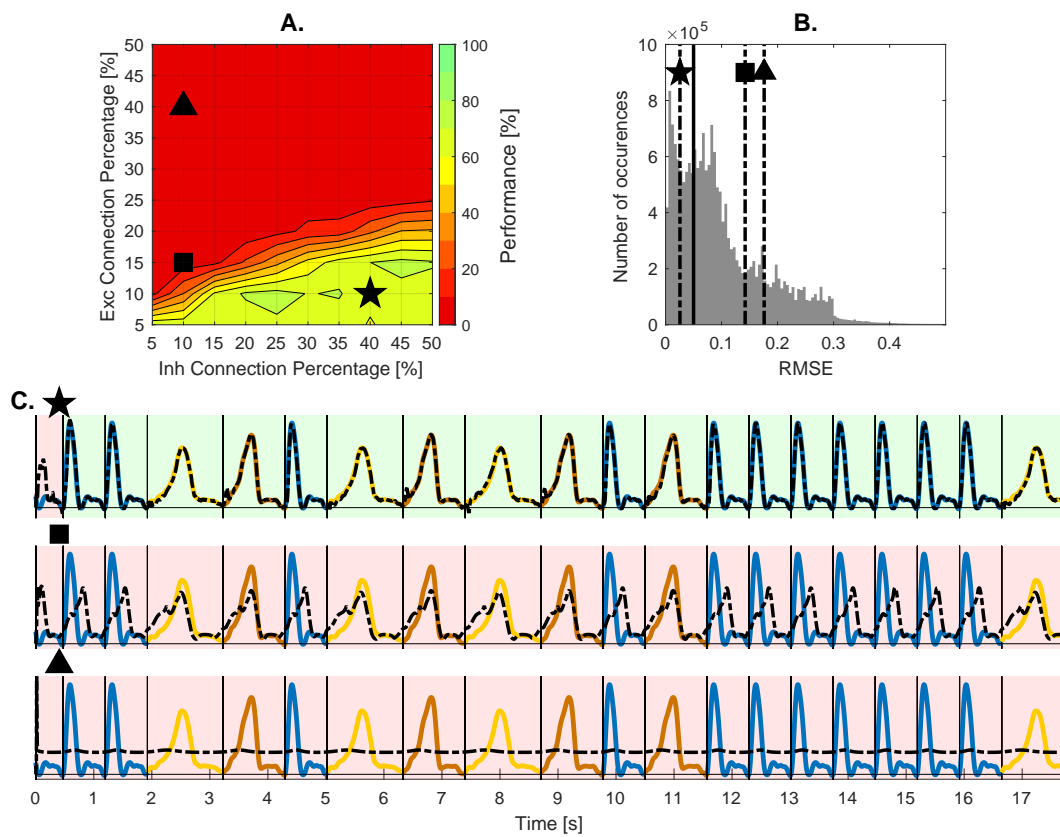 A.
B.
Exc Connection Percentage [%]
50
45
40
35
30
25
20
15
10
5
5 10 15 20 25 30 35 40 45 50
Inh Connection Percentage [%]
100
80
60
40
20
0
Performance [%]
×10⁵
Number of occurences
10
8
6
4
2
0
0 0.1 0.2 0.3 0.4
RMSE
C.
0 1 2 3 4 5 6 7 8 9 10 11 12 13 14 15 16 17
Time [s]